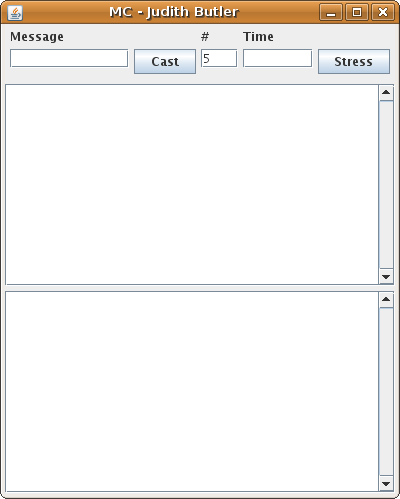 MC - Judith Butler
Message # Time
Cast 5 Stress